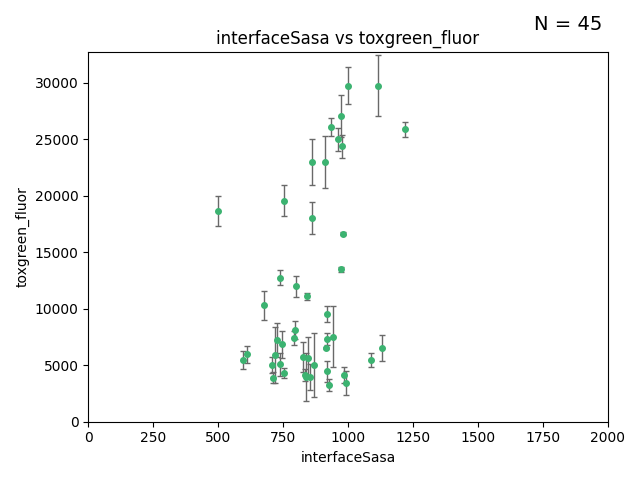 N = 45
interfaceSasa vs toxgreen_fluor
30000
25000
20000
15000
10000
5000
0
toxgreen_fluor
0 250 500 750 1000 1250 1500 1750 2000
interfaceSasa